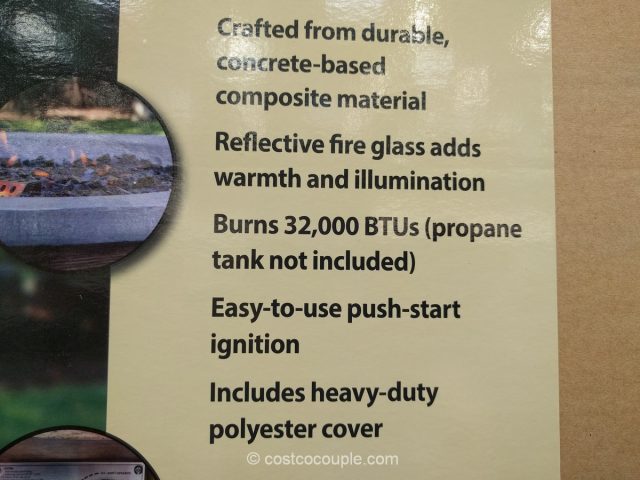 Crafted from durable,
concrete-based
composite material
Reflective fire glass adds
warmth and illumination
Burns 32,000 BTUs (propane
tank not included)
Easy-to-use push-start
ignition
Includes heavy-duty
polyester cover
© costcocouple.com